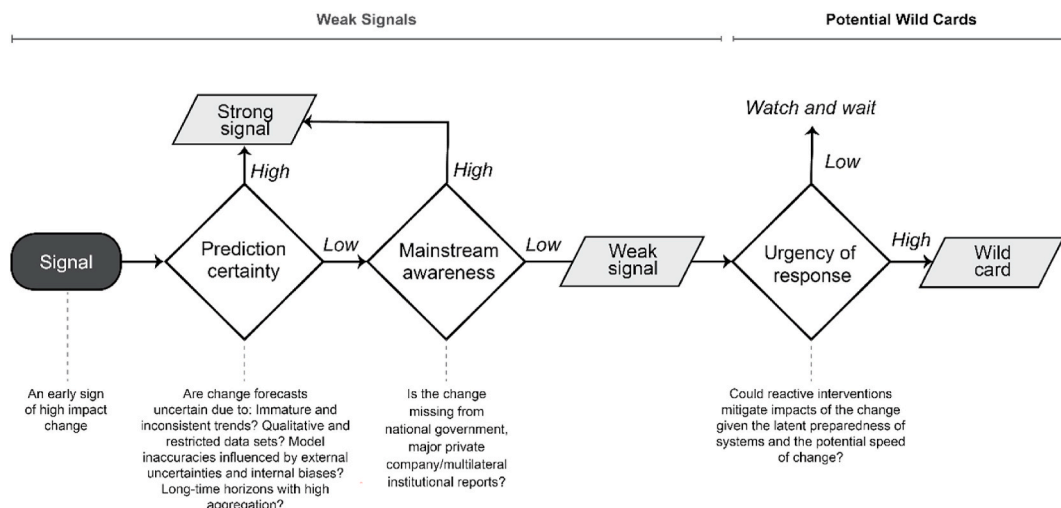 Weak Signals
Potential Wild Cards
Strong
signal
Watch and wait
High
High
Low
Signal
Prediction
certainty
Low
Mainstream
awareness
Low
Weak
signal
Urgency of
response
High
Wild
card
An early sign
of high impact
change
Are change forecasts
uncertain due to: Immature and
inconsistent trends? Qualitative and
restricted data sets? Model
inaccuracies influenced by external
uncertainties and internal biases?
Long-time horizons with high
aggregation?
Is the change
missing from
national government,
major private
company/multilateral
institutional reports?
Could reactive interventions
mitigate impacts of the change
given the latent preparedness of
systems and the potential speed
of change?